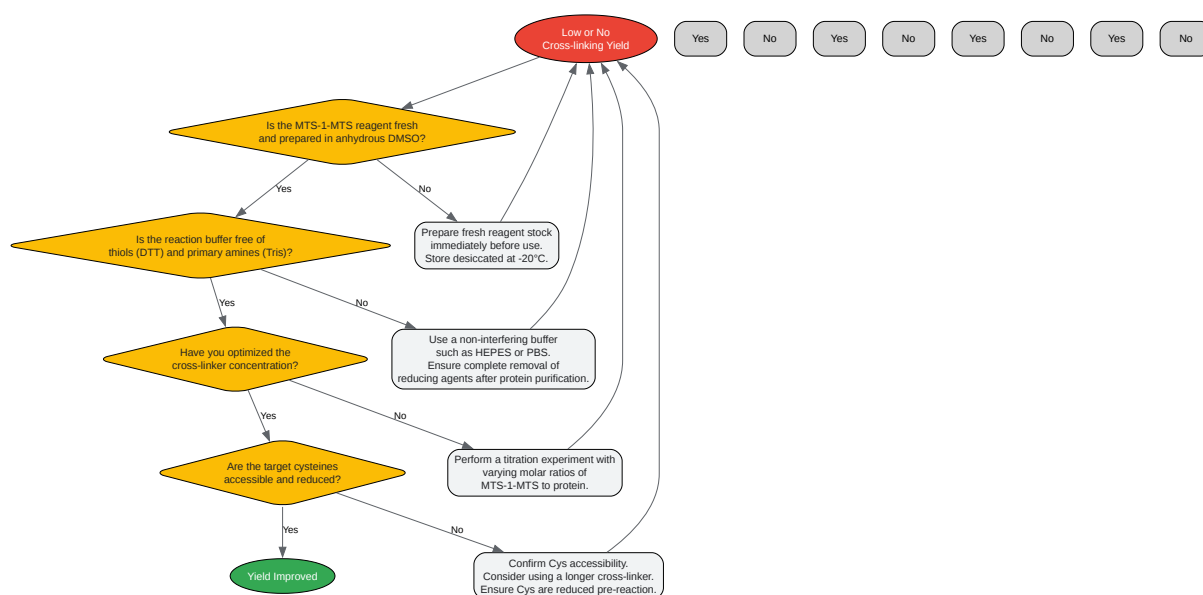 Low or No
Cross-linking Yield
Yes
No
Yes
No
Yes
No
Yes
No
Is the MTS-1-MTS reagent fresh
and prepared in anhydrous DMSO?
Yes
No
Is the reaction buffer free of
thiols (DTT) and primary amines (Tris)?
Prepare fresh reagent stock
immediately before use.
Store desiccated at -20°C.
Yes
No
Have you optimized the
cross-linker concentration?
Use a non-interfering buffer
such as HEPES or PBS.
Ensure complete removal of
reducing agents after protein purification.
Yes
No
Are the target cysteines
accessible and reduced?
Perform a titration experiment with
varying molar ratios of
MTS-1-MTS to protein.
Yes
No
Yield Improved
Confirm Cys accessibility.
Consider using a longer cross-linker.
Ensure Cys are reduced pre-reaction.